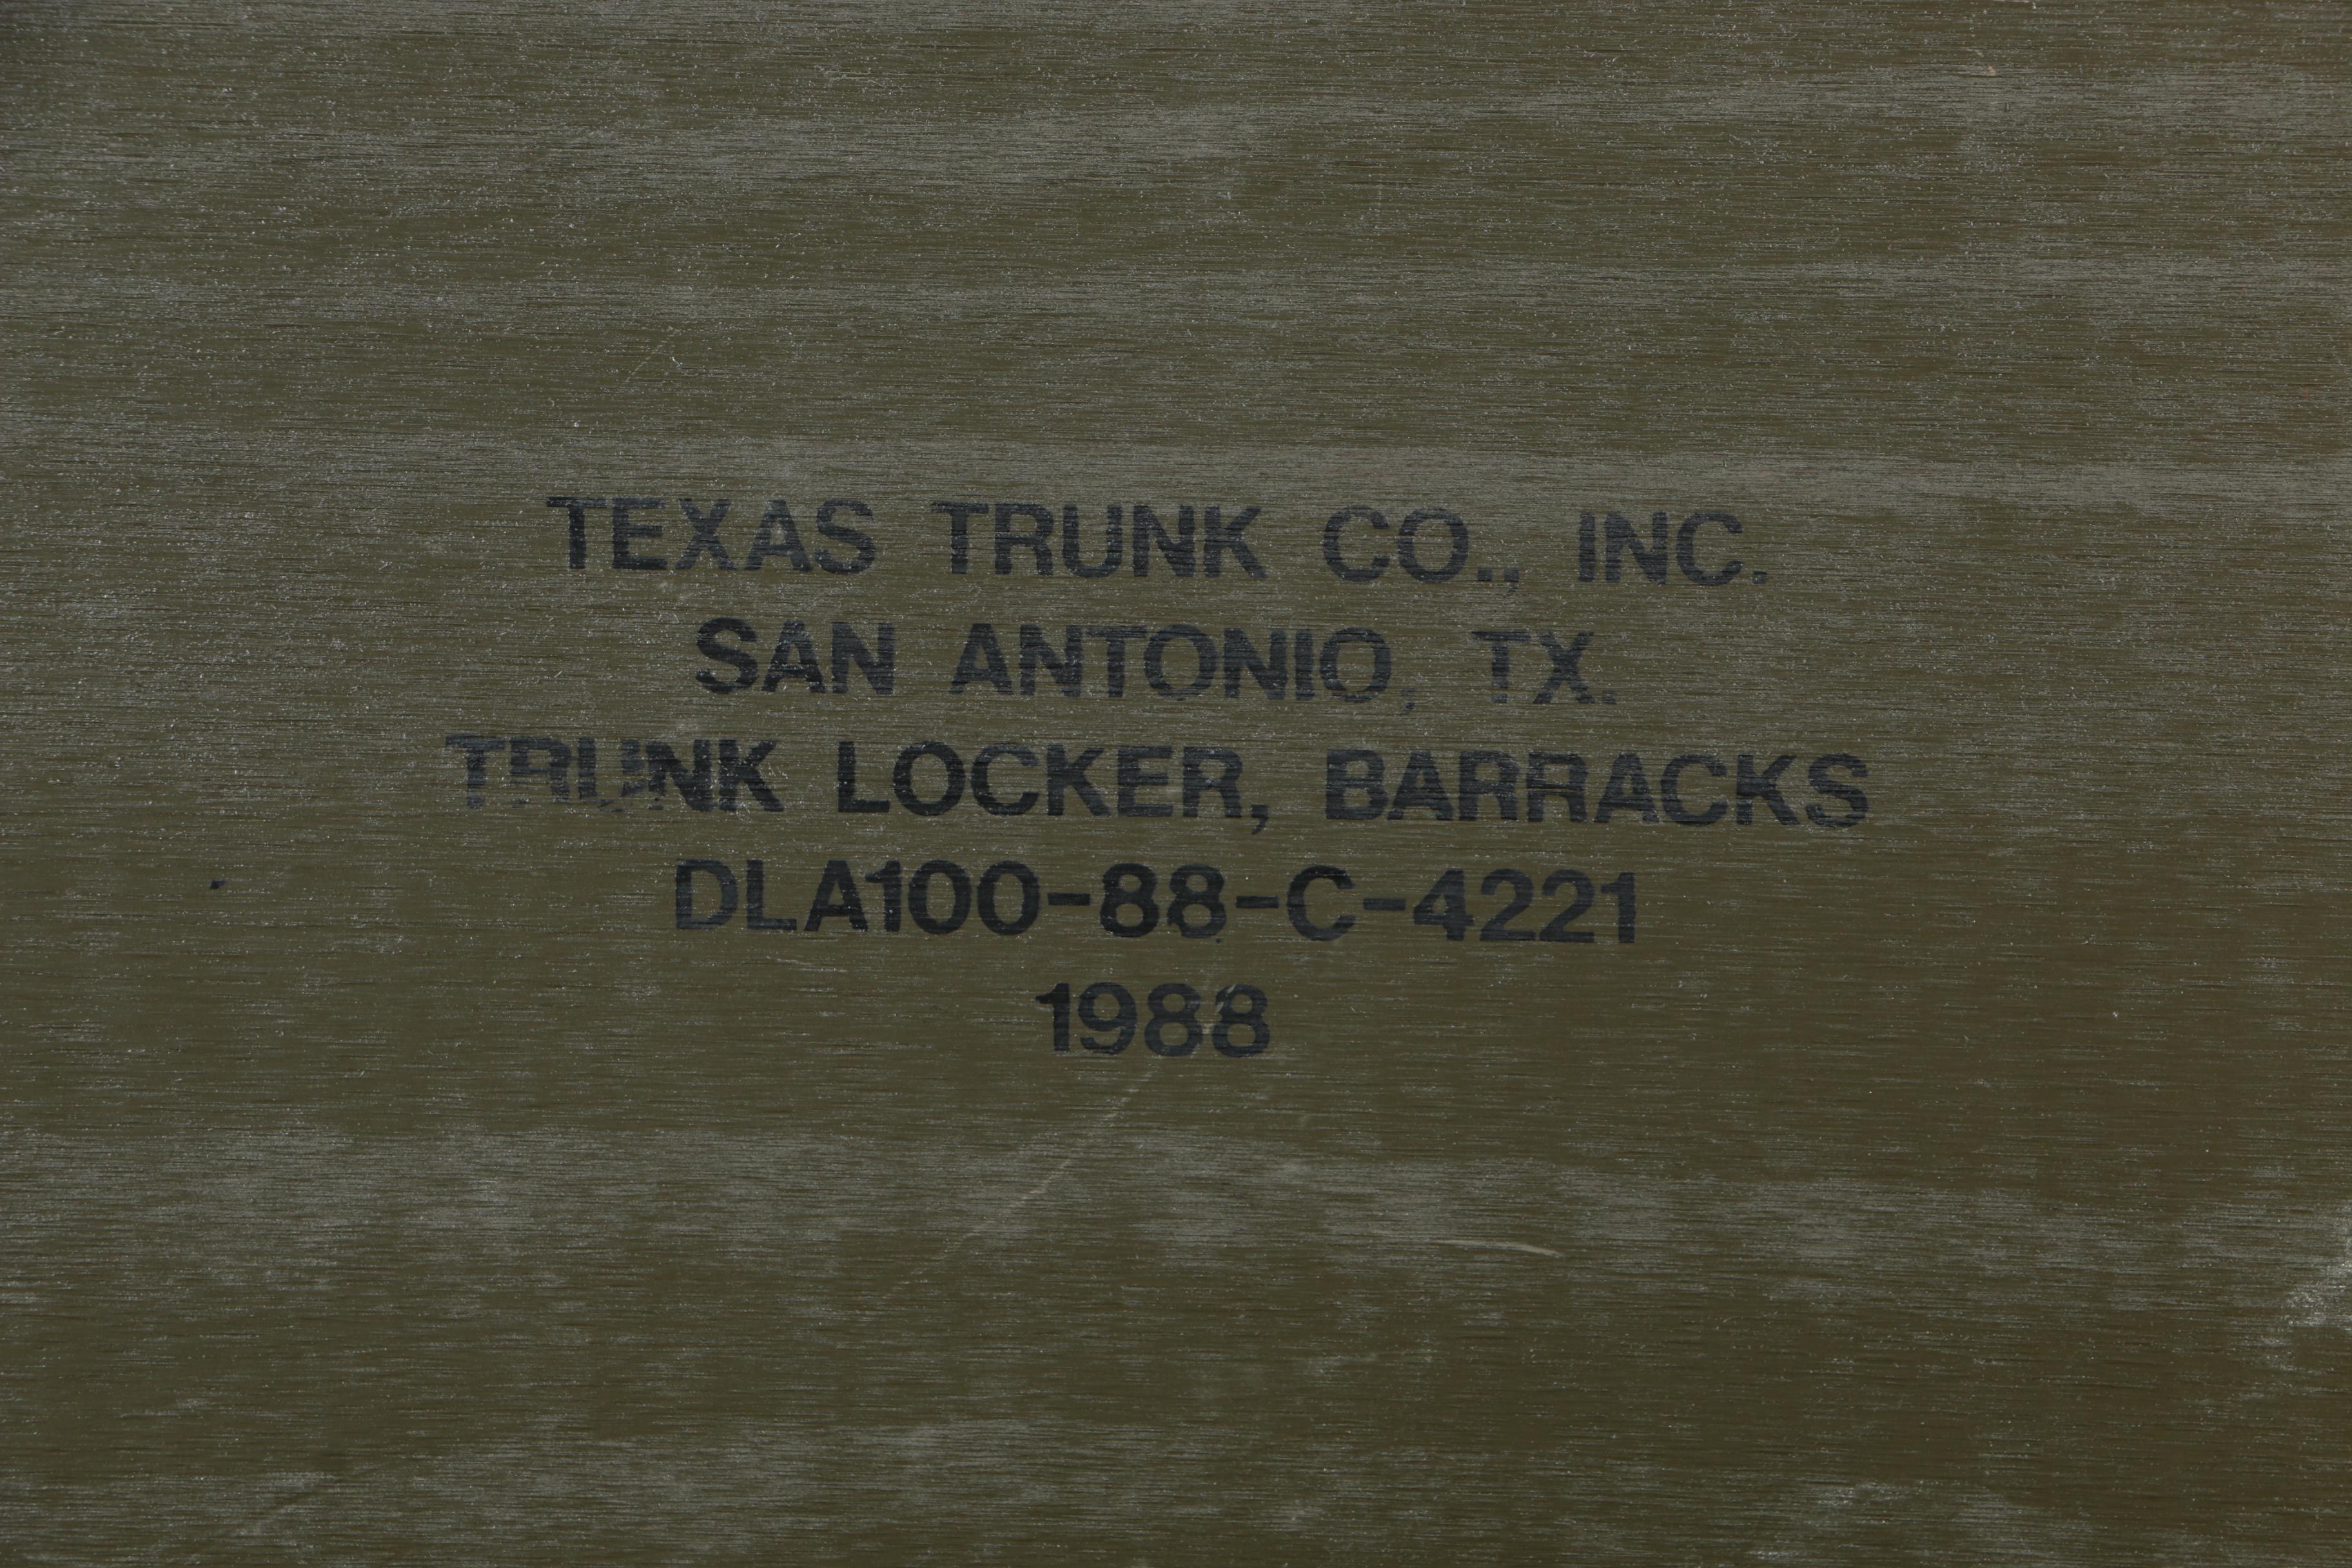 TEXAS TRUNK CO., INC.
SAN ANTONIO, TX.
TRUNK LOCKER, BARRACKS
DLA100-88-C-4221
1988